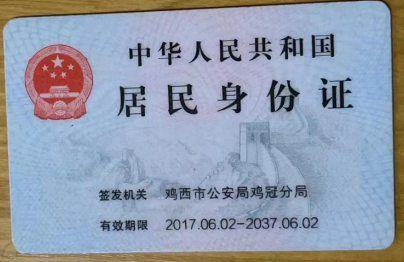 中华人民共和国
居民身份证
签发机关 鸡西市公安局鸡冠分局
有效期限 2017.06.02-2037.06.02